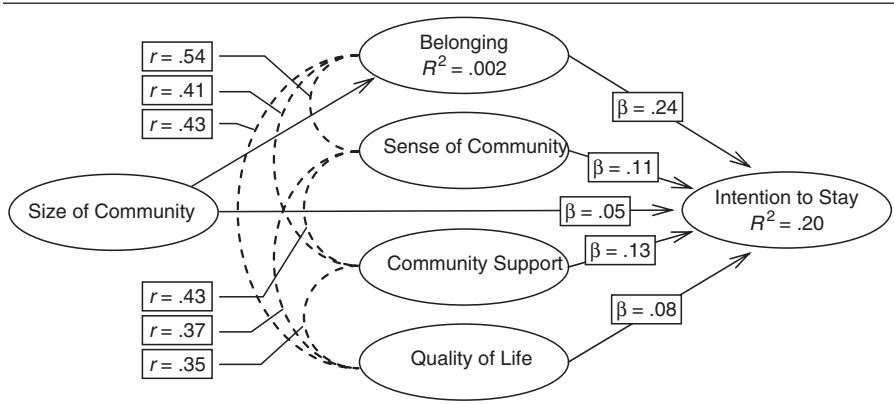 r = .54
r = .41
r = .43
Belonging
R² = .002
β = .24
Sense of Community
β = .11
Size of Community
β = .05
Intention to Stay
R² = .20
Community Support
β = .13
r = .43
r = .37
r = .35
Quality of Life
β = .08